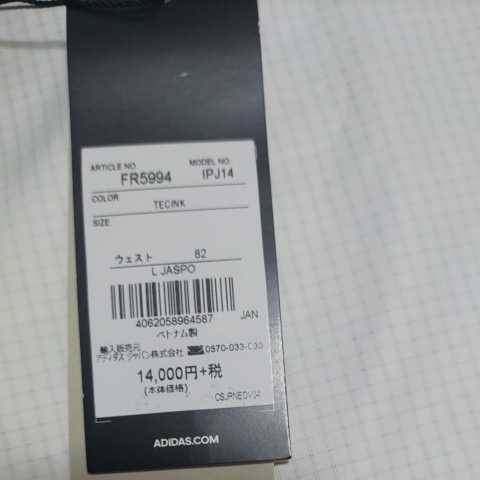 ARTICLE NO. MODEL NO.
FR5994 IPJ14
COLOR
TECINK
SIZE
ウェスト 82
L JASPO
4062058964587 JAN
ベトナム製
輸入販売元
アディダス ジャパン株式会社
14,000円+税
(本体価格)
ADIDAS.COM